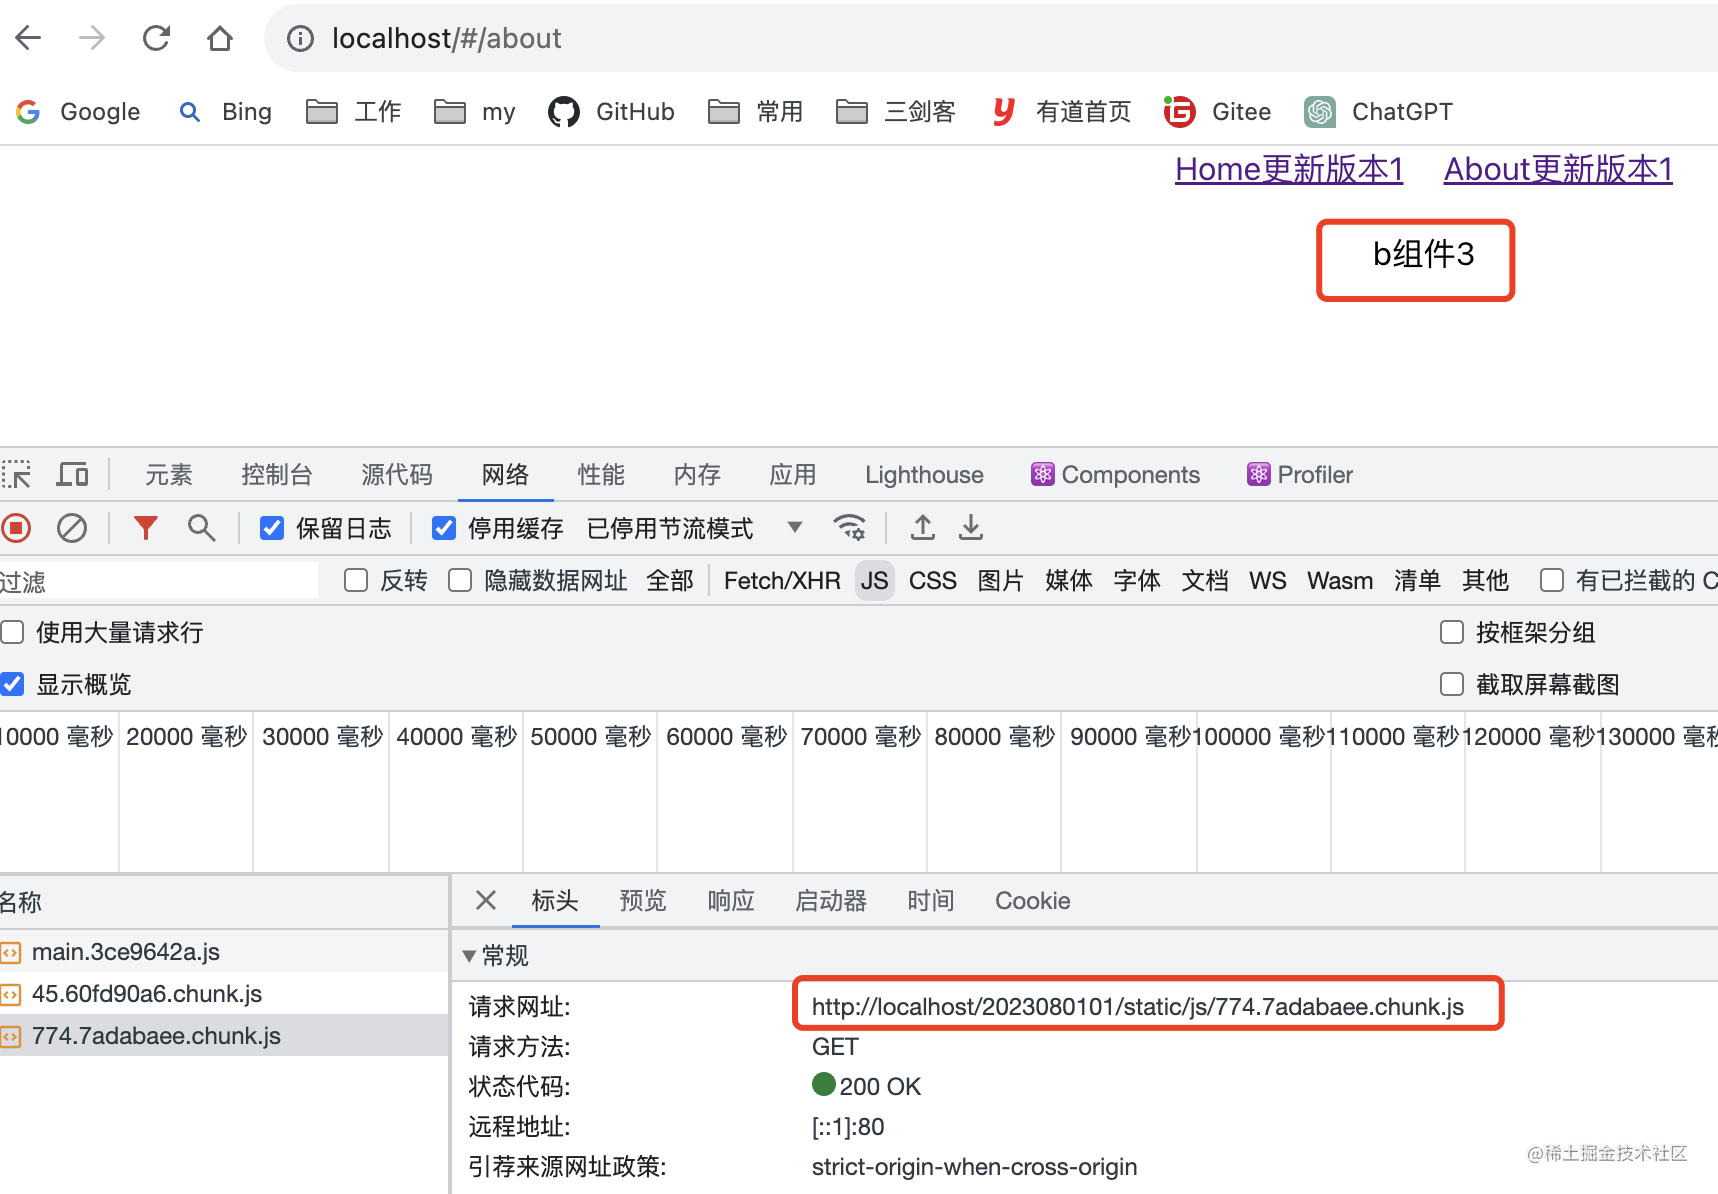 localhost/#/about
Google Bing 工作 my GitHub 常用 三剑客 有道首页 Gitee ChatGPT
Home更新版本1 About更新版本1
b组件3
元素 控制台 源代码 网络 性能 内存 应用 Lighthouse Components Profiler
保留日志 停用缓存 已停用节流模式
过滤 反转 隐藏数据网址 全部 Fetch/XHR JS CSS 图片 媒体 字体 文档 WS Wasm 清单 其他 有已拦截的 C
使用大量请求行 按框架分组
显示概览 截取屏幕截图
10000 毫秒 20000 毫秒 30000 毫秒 40000 毫秒 50000 毫秒 60000 毫秒 70000 毫秒 80000 毫秒 90000 毫秒 100000 毫秒 110000 毫秒 120000 毫秒 130000 毫秒
名称 标头 预览 响应 启动器 时间 Cookie
main.3ce9642a.js
45.60fd90a6.chunk.js
774.7adabaee.chunk.js
常规
请求网址: http://localhost/2023080101/static/js/774.7adabaee.chunk.js
请求方法: GET
状态代码: 200 OK
远程地址: [::1]:80
引荐来源网址政策: strict-origin-when-cross-origin
@稀土掘金技术社区